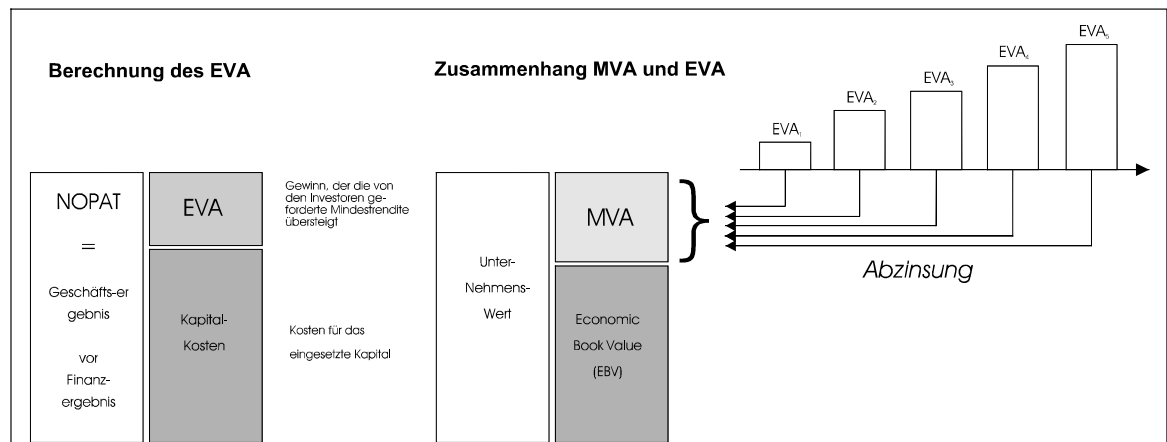 Berechnung des EVA
NOPAT
=
Geschäfts-er
gebnis
vor
Finanz-
ergebnis
EVA
Kapital-
Kosten
Gewinn, der die von
den Investoren ge-
forderte Mindestrendite
übersteigt
Kosten für das
eingesetzte Kapital
Zusammenhang MVA und EVA
Unter-
Nehmens-
Wert
MVA
Economic
Book Value
(EBV)
EVA₁
EVA₂
EVA₃
EVA₄
EVA₅
Abzinsung